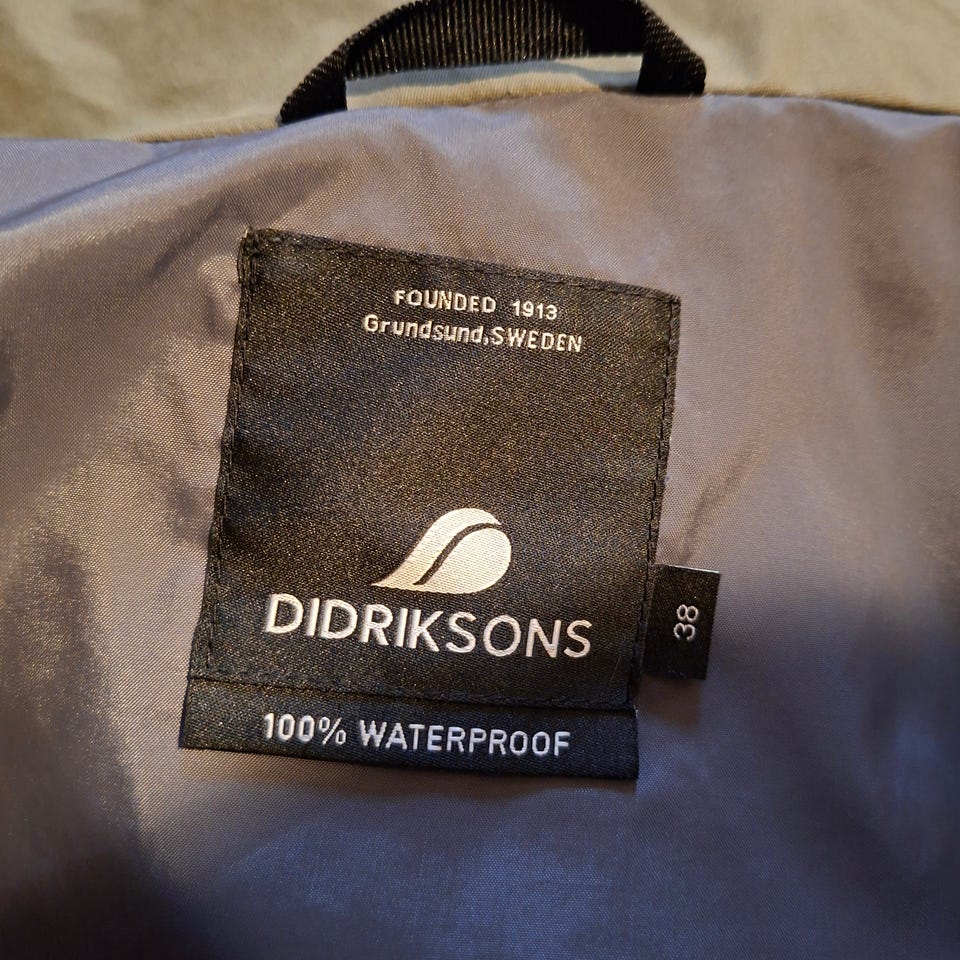 FOUNDED 1913
Grundsund,SWEDEN
DIDRIKSONS
38
100% WATERPROOF